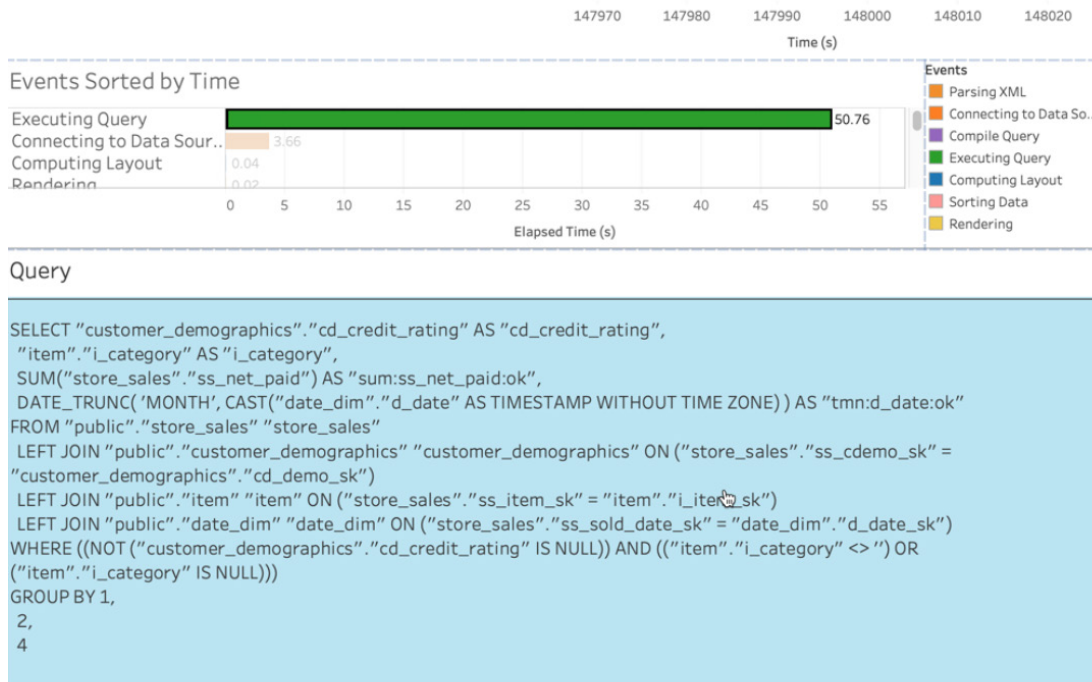 147970 147980 147990 148000 148010 148020
Time (s)
Events Sorted by Time
Executing Query 50.76
Connecting to Data Sour.. 3.66
Computing Layout 0.04
Rendering 0.02
0 5 10 15 20 25 30 35 40 45 50 55
Elapsed Time (s)
Events
Parsing XML
Connecting to Data So..
Compile Query
Executing Query
Computing Layout
Sorting Data
Rendering
Query
SELECT "customer_demographics"."cd_credit_rating" AS "cd_credit_rating",
"item"."i_category" AS "i_category",
SUM("store_sales"."ss_net_paid") AS "sum:ss_net_paid:ok",
DATE_TRUNC( 'MONTH', CAST("date_dim"."d_date" AS TIMESTAMP WITHOUT TIME ZONE) ) AS "tmn:d_date:ok"
FROM "public"."store_sales" "store_sales"
LEFT JOIN "public"."customer_demographics" "customer_demographics" ON ("store_sales"."ss_cdemo_sk" =
"customer_demographics"."cd_demo_sk")
LEFT JOIN "public"."item" "item" ON ("store_sales"."ss_item_sk" = "item"."i_item_sk")
LEFT JOIN "public"."date_dim" "date_dim" ON ("store_sales"."ss_sold_date_sk" = "date_dim"."d_date_sk")
WHERE ((NOT ("customer_demographics"."cd_credit_rating" IS NULL)) AND (("item"."i_category" <> '') OR
("item"."i_category" IS NULL)))
GROUP BY 1,
2,
4